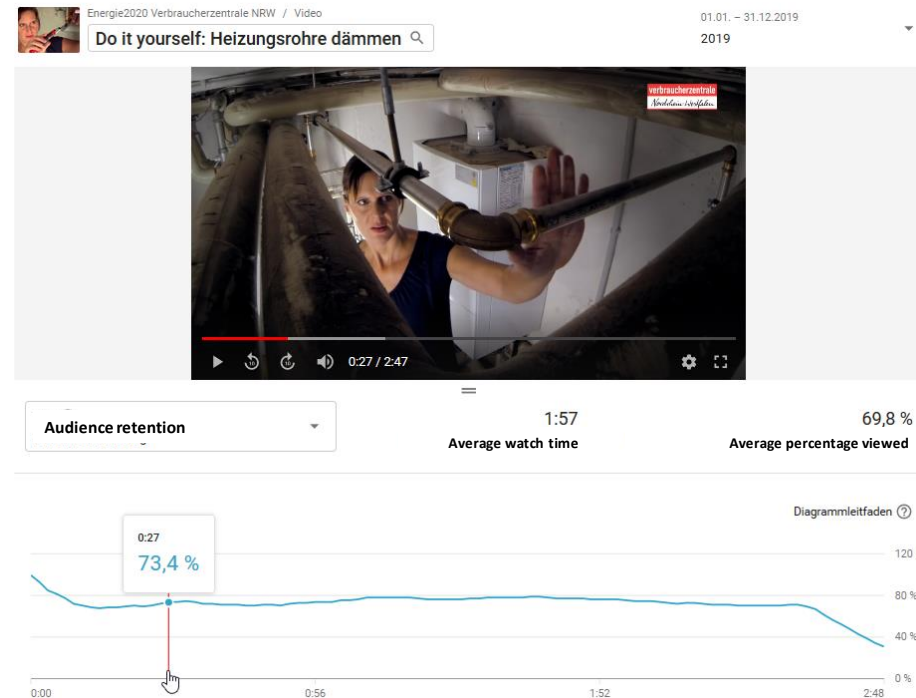 Energie2020 Verbraucherzentrale NRW / Video
Do it yourself: Heizungsrohre dämmen
01.01. – 31.12.2019
2019
verbraucherzentrale
Nordrhein-Westfalen
0:27 / 2:47
Audience retention
1:57
Average watch time
69,8 %
Average percentage viewed
Diagrammleitfaden
0:27
73,4 %
120
80 %
40 %
0 %
0:00
0:56
1:52
2:48